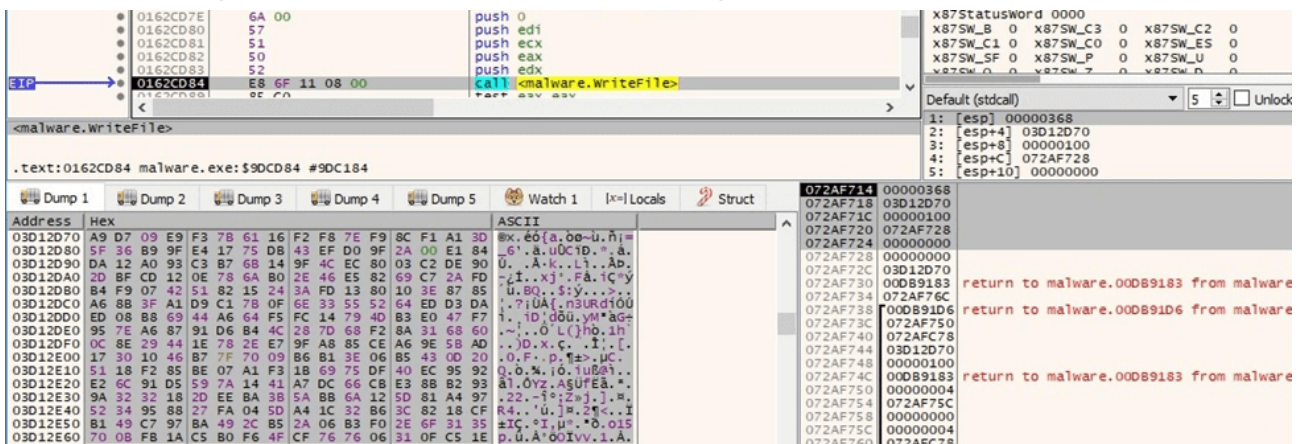 0162CD7E 6A 00 push 0
0162CD80 57 push edi
0162CD81 51 push ecx
0162CD82 50 push eax
0162CD83 52 push edx
EIP 0162CD84 E8 6F 11 08 00 call <malware.WriteFile>
0162CD89 85 C0 test eax,eax
x87StatusWord 0000
x87SW_B 0 x87SW_C3 0 x87SW_C2 0
x87SW_C1 0 x87SW_C0 0 x87SW_ES 0
x87SW_SF 0 x87SW_P 0 x87SW_U 0
x87SW_O 0 x87SW_Z 0 x87SW_D 0
Default (stdcall) 5 Unlock
1: [esp] 00000368
2: [esp+4] 03D12D70
3: [esp+8] 00000100
4: [esp+C] 072AF728
5: [esp+10] 00000000
<malware.WriteFile>
.text:0162CD84 malware.exe:$9DCD84 #9DC184
Dump 1 Dump 2 Dump 3 Dump 4 Dump 5 Watch 1 [x=] Locals Struct
Address Hex ASCII
03D12D70 A9 D7 09 E9 F3 7B 61 16 F2 F8 7E F9 8C F1 A1 3D
03D12D80 5F 36 B9 9F E4 17 75 DB 43 EF D0 9F 2A 00 E1 84
03D12D90 DA 12 A0 93 C3 B7 6B 14 9F 4C EC 80 03 C2 DE 90
03D12DA0 2D BF CD 12 0E 78 6A B0 2E 46 E5 82 69 C7 2A FD
03D12DB0 B4 F9 07 42 51 82 15 24 3A FD 13 80 10 3E 87 85
03D12DC0 A6 8B 3F A1 D9 C1 7B 0F 6E 33 55 52 64 ED D3 DA
03D12DD0 ED 08 B8 69 44 A6 64 F5 FC 14 79 4D B3 E0 47 F7
03D12DE0 95 7E A6 87 91 D6 B4 4C 28 7D 68 F2 8A 31 68 60
03D12DF0 0C 8E 29 44 1E 78 2E E7 9F A8 85 CE A6 9E 5B AD
03D12E00 17 30 10 46 B7 7F 70 09 B6 B1 3E 06 B5 43 0D 20
03D12E10 51 18 F2 85 BE 07 A1 F3 1B 69 75 DF 40 EC 95 92
03D12E20 E2 6C 91 D5 59 7A 14 41 A7 DC 66 CB E3 8B B2 93
03D12E30 9A 32 32 18 2D EE BA 3B 5A BB 6A 12 5D 81 A4 97
03D12E40 52 34 95 88 27 FA 04 5D A4 1C 32 B6 3C 82 18 CF
03D12E50 B1 49 C7 97 BA 49 2C B5 2A 06 B3 F0 2E 6F 31 35
03D12E60 70 0B FB 1A C5 B0 F6 4F CF 76 76 06 31 0F C5 1E
072AF714 00000368
072AF718 03D12D70
072AF71C 00000100
072AF720 072AF728
072AF724 00000000
072AF728 00000000
072AF72C 03D12D70
072AF730 00DB9183 return to malware.00DB9183 from malware
072AF734 072AF76C
072AF738 00DB91D6 return to malware.00DB91D6 from malware
072AF73C 072AF750
072AF740 072AFC78
072AF744 03D12D70
072AF748 00000100
072AF74C 00DB9183 return to malware.00DB9183 from malware
072AF750 00000004
072AF754 072AF75C
072AF758 00000000
072AF75C 00000004
072AF760 072AFC78